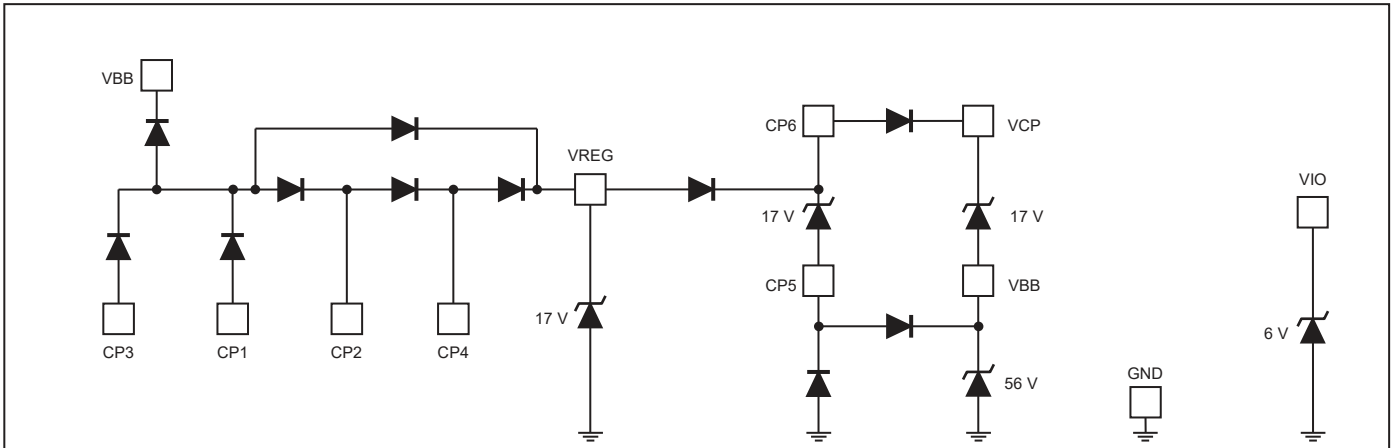 VBB
CP6
VCP
VREG
VIO
17 V
17 V
CP5
VBB
17 V
6 V
CP3
CP1
CP2
CP4
GND
56 V